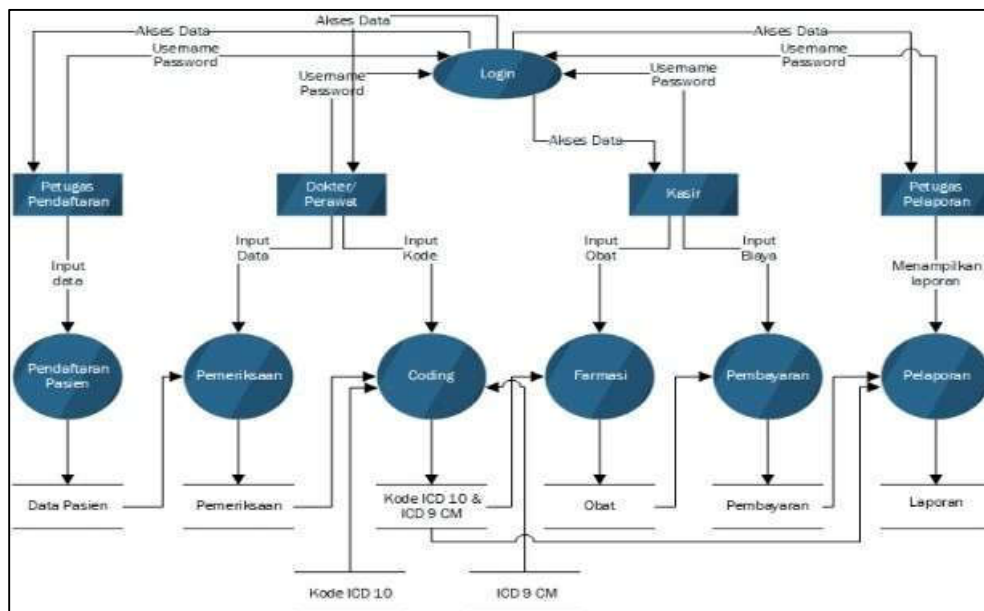 Akses Data
Akses Data
Akses Data
Username
Password
Username
Password
Login
Username
Password
Username
Password
Akses Data
Petugas
Pendaftaran
Dokter/
Perawat
Kasir
Petugas
Pelaporan
Input
data
Input
Data
Input
Kode
Input
Obat
Input
Biaya
Menampilkan
laporan
Pendaftaran
Pasien
Pemeriksaan
Coding
Farmasi
Pembayaran
Pelaporan
Data Pasien
Pemeriksaan
Kode ICD 10 &
ICD 9 CM
Obat
Pembayaran
Laporan
Kode ICD 10
ICD 9 CM